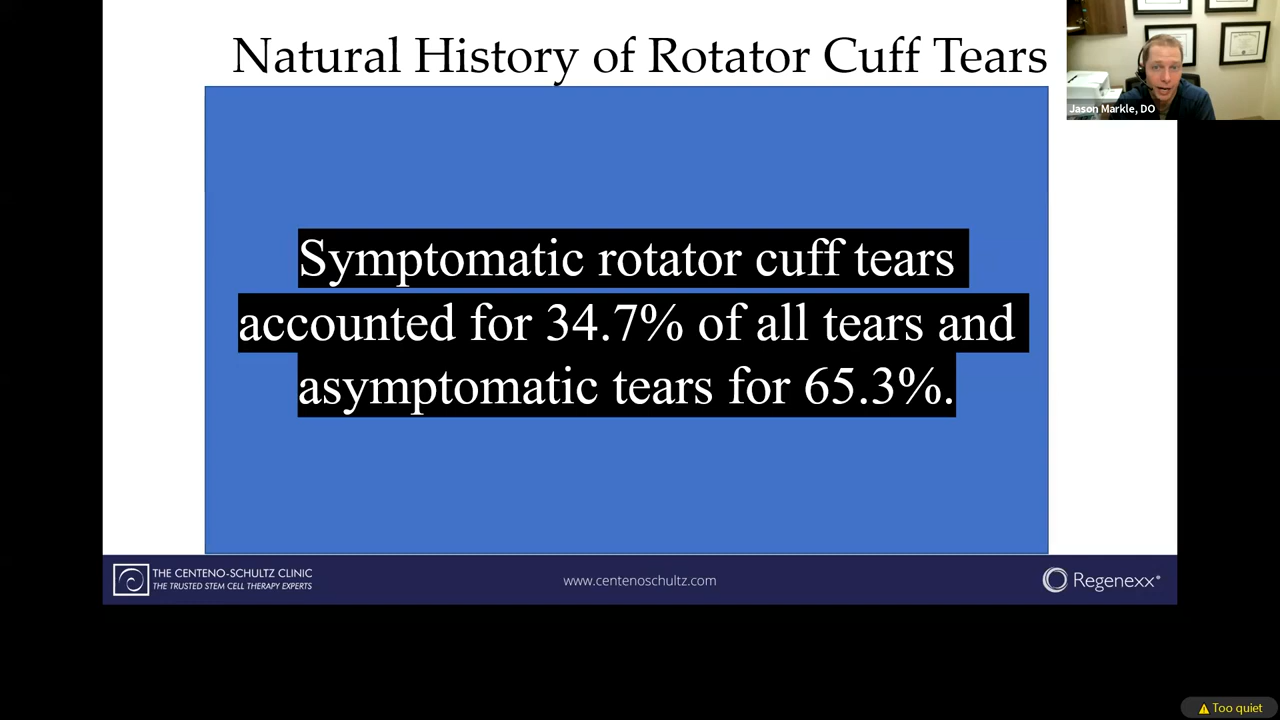 Natural History of Rotator Cuff Tears
Jason Markle, DO
Symptomatic rotator cuff tears
accounted for 34.7% of all tears and
asymptomatic tears for 65.3%.
THE CENTENO-SCHULTZ CLINIC
THE TRUSTED STEM CELL THERAPY EXPERTS
www.centenoschultz.com
Regenexx®
Too quiet